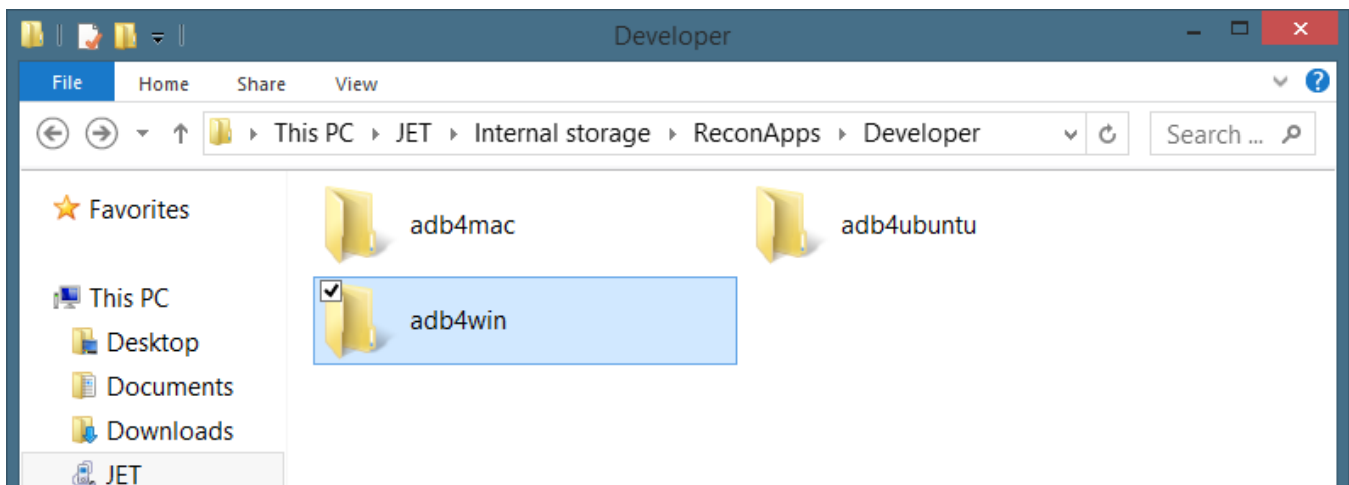 Developer
File Home Share View
This PC JET Internal storage ReconApps Developer Search ...
Favorites
adb4mac adb4ubuntu
This PC
adb4win
Desktop
Documents
Downloads
JET